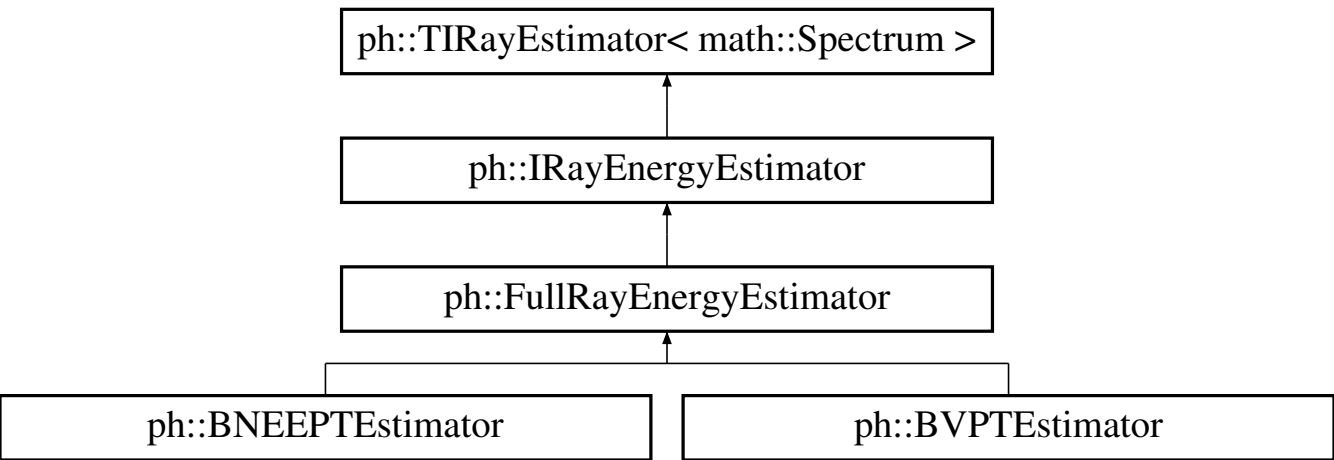 ph::TIRayEstimator< math::Spectrum >
ph::IRayEnergyEstimator
ph::FullRayEnergyEstimator
ph::BNEEPTEstimator
ph::BVPTEstimator